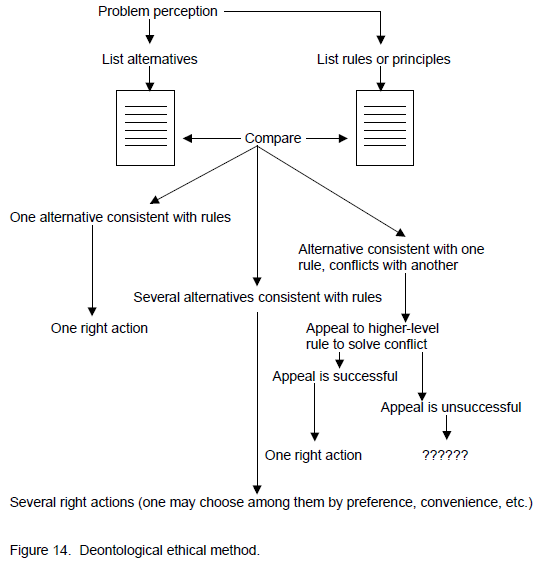 Problem perception
List alternatives
List rules or principles
Compare
One alternative consistent with rules
Alternative consistent with one
rule, conflicts with another
Several alternatives consistent with rules
One right action
Appeal to higher-level
rule to solve conflict
Appeal is successful
Appeal is unsuccessful
One right action
??????
Several right actions (one may choose among them by preference, convenience, etc.)
Figure 14.  Deontological ethical method.